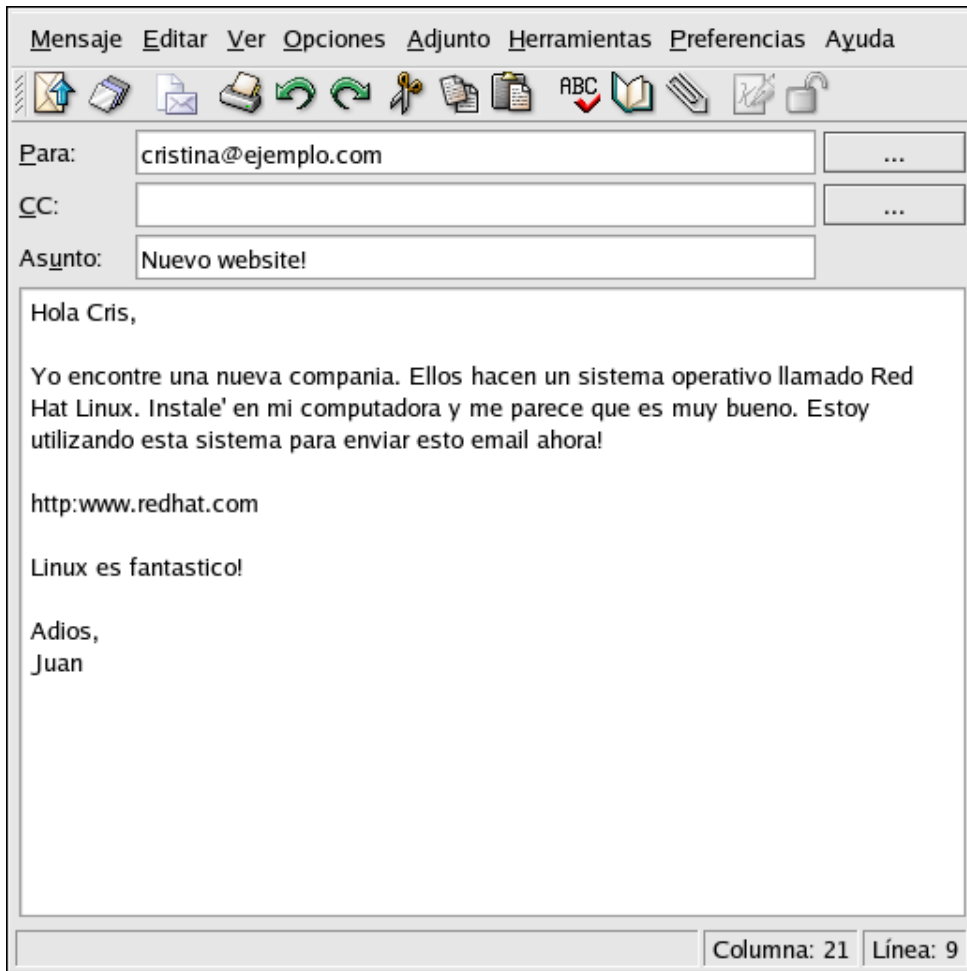 Mensaje Editar Ver Opciones Adjunto Herramientas Preferencias Ayuda
ABC
Para: cristina@ejemplo.com ...
CC: ...
Asunto: Nuevo website!
Hola Cris,
Yo encontre una nueva compania. Ellos hacen un sistema operativo llamado Red
Hat Linux. Instale' en mi computadora y me parece que es muy bueno. Estoy
utilizando esta sistema para enviar esto email ahora!
http:www.redhat.com
Linux es fantastico!
Adios,
Juan
Columna: 21 Línea: 9